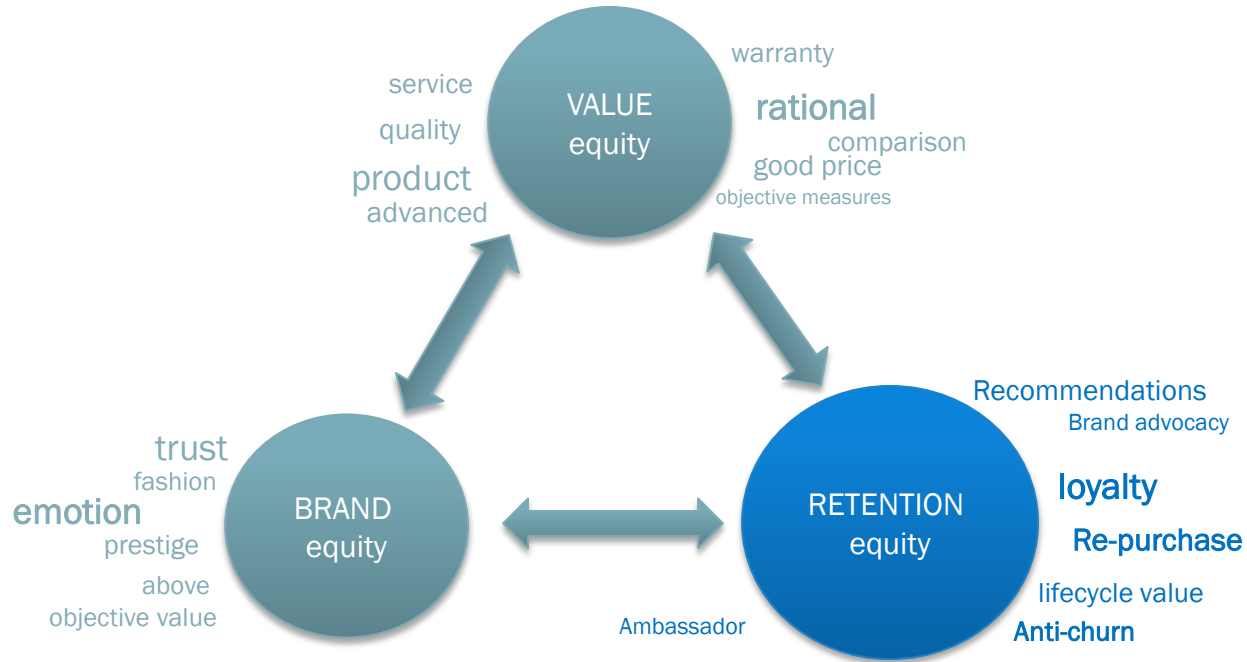 service
quality
product
advanced
VALUE
equity
warranty
rational
comparison
good price
objective measures
trust
fashion
emotion
prestige
above
objective value
BRAND
equity
RETENTION
equity
Recommendations
Brand advocacy
loyalty
Re-purchase
lifecycle value
Anti-churn
Ambassador